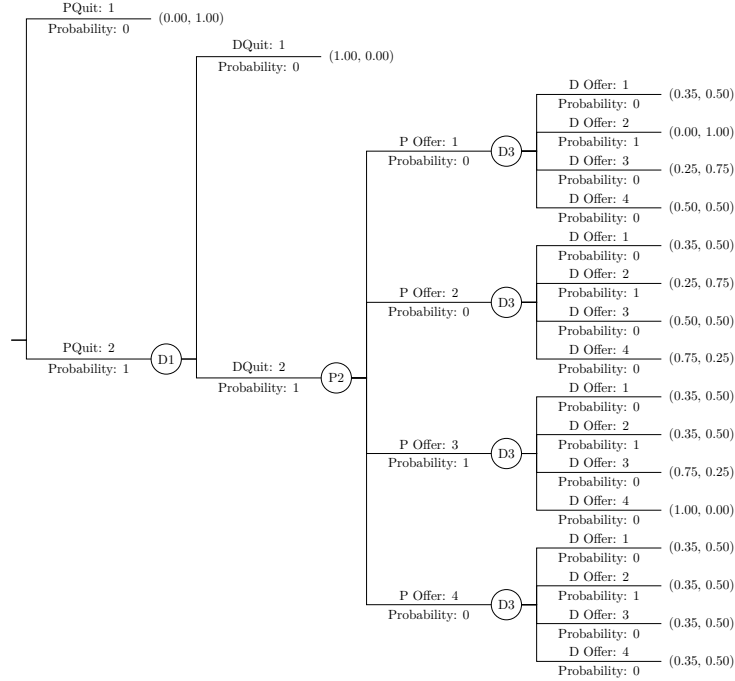 PQuit: 1
Probability: 0
(0.00, 1.00)
DQuit: 1
Probability: 0
(1.00, 0.00)
PQuit: 2
Probability: 1
D1
DQuit: 2
Probability: 1
P2
P Offer: 1
Probability: 0
D3
D Offer: 1
Probability: 0
(0.35, 0.50)
D Offer: 2
Probability: 1
(0.00, 1.00)
D Offer: 3
Probability: 0
(0.25, 0.75)
D Offer: 4
Probability: 0
(0.50, 0.50)
P Offer: 2
Probability: 0
D3
D Offer: 1
Probability: 0
(0.35, 0.50)
D Offer: 2
Probability: 1
(0.25, 0.75)
D Offer: 3
Probability: 0
(0.50, 0.50)
D Offer: 4
Probability: 0
(0.75, 0.25)
P Offer: 3
Probability: 1
D3
D Offer: 1
Probability: 0
(0.35, 0.50)
D Offer: 2
Probability: 1
(0.35, 0.50)
D Offer: 3
Probability: 0
(0.75, 0.25)
D Offer: 4
Probability: 0
(1.00, 0.00)
P Offer: 4
Probability: 0
D3
D Offer: 1
Probability: 0
(0.35, 0.50)
D Offer: 2
Probability: 1
(0.35, 0.50)
D Offer: 3
Probability: 0
(0.35, 0.50)
D Offer: 4
Probability: 0
(0.35, 0.50)